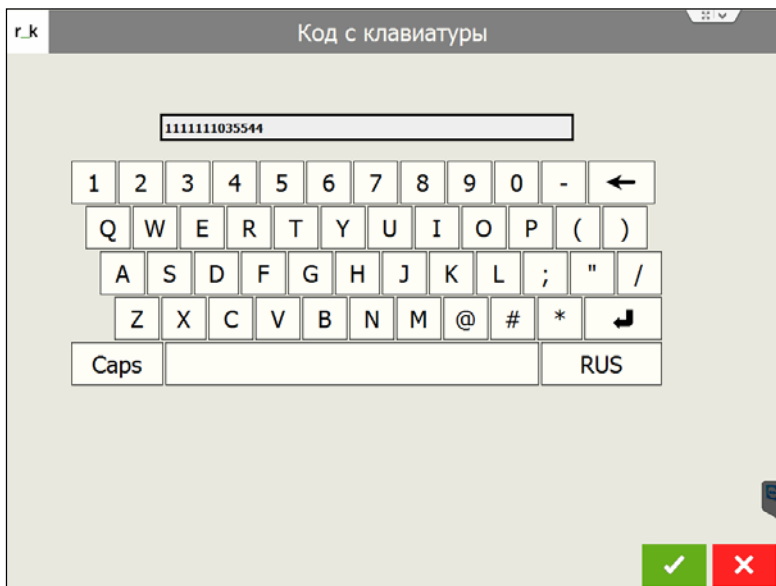 r_k
Код с клавиатуры
1111111035544
1 2 3 4 5 6 7 8 9 0 -
Q W E R T Y U I O P ( )
A S D F G H J K L ; " /
Z X C V B N M @ # *
Caps RUS